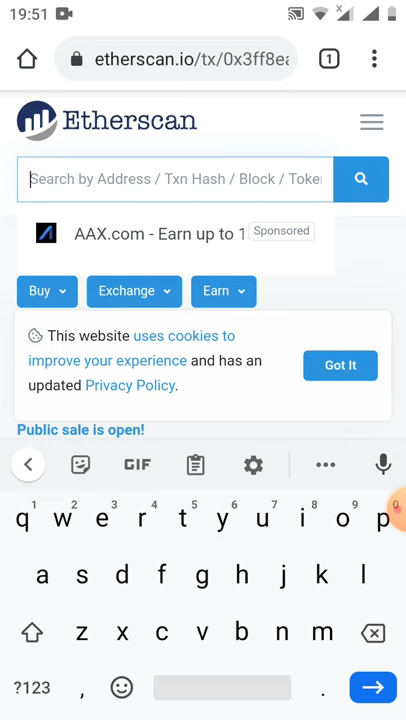 19:51
etherscan.io/tx/0x3ff8ea
1
Etherscan
Search by Address / Txn Hash / Block / Token
AAX.com - Earn up to 1
Sponsored
Buy Exchange Earn
This website uses cookies to
improve your experience and has an
updated Privacy Policy.
Got It
Public sale is open!
GIF
1 2 3 4 5 6 7 8 9 0
q w e r t y u i o p
a s d f g h j k l
z x c v b n m
?123 , .